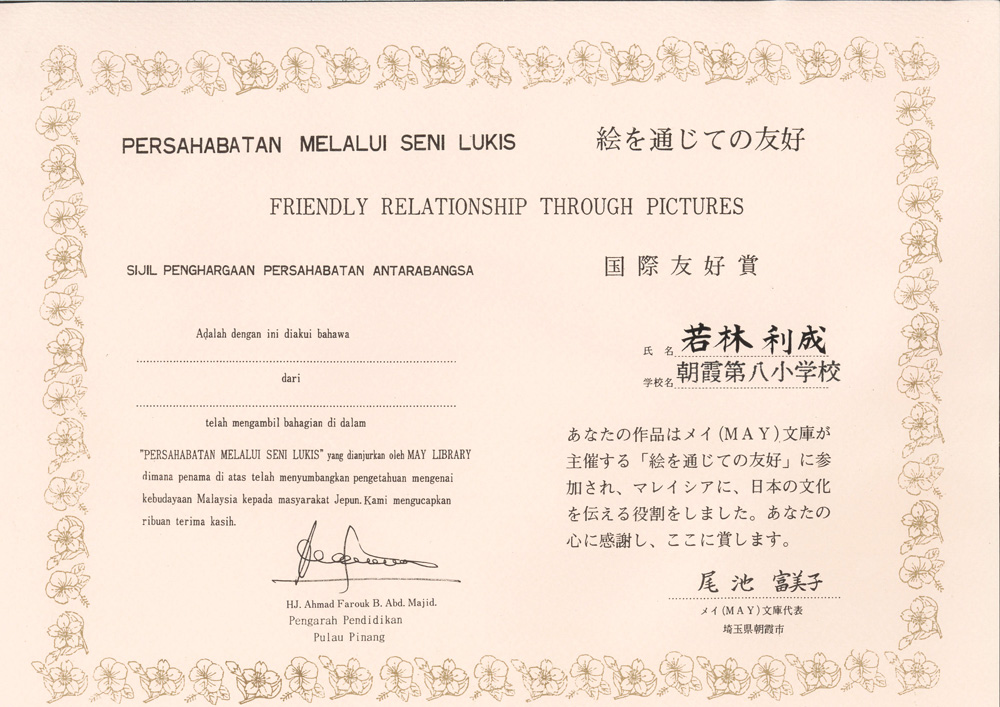 PERSAHABATAN MELALUI SENI LUKIS
絵を通じての友好
FRIENDLY RELATIONSHIP THROUGH PICTURES
SIJIL PENGHARGAAN PERSAHABATAN ANTARABANGSA
Adalah dengan ini diakui bahawa
dari
telah mengambil bahagian di dalam
"PERSAHABATAN MELALUI SENI LUKIS" yang dianjurkan oleh MAY LIBRARY
dimana penama di atas telah menyumbangkan pengetahuan mengenai
kebudayaan Malaysia kepada masyarakat Jepun. Kami mengucapkan
ribuan terima kasih.
HJ. Ahmad Farouk B. Abd. Majid.
Pengarah Pendidikan
Pulau Pinang
国際友好賞
氏名 若林 利成
学校名 朝霞第八小学校
あなたの作品はメイ(MAY)文庫が
主催する「絵を通じての友好」に参
加され、マレイシアに、日本の文化
を伝える役割をしました。あなたの
心に感謝し、ここに賞します。
尾池 富美子
メイ(MAY)文庫代表
埼玉県朝霞市